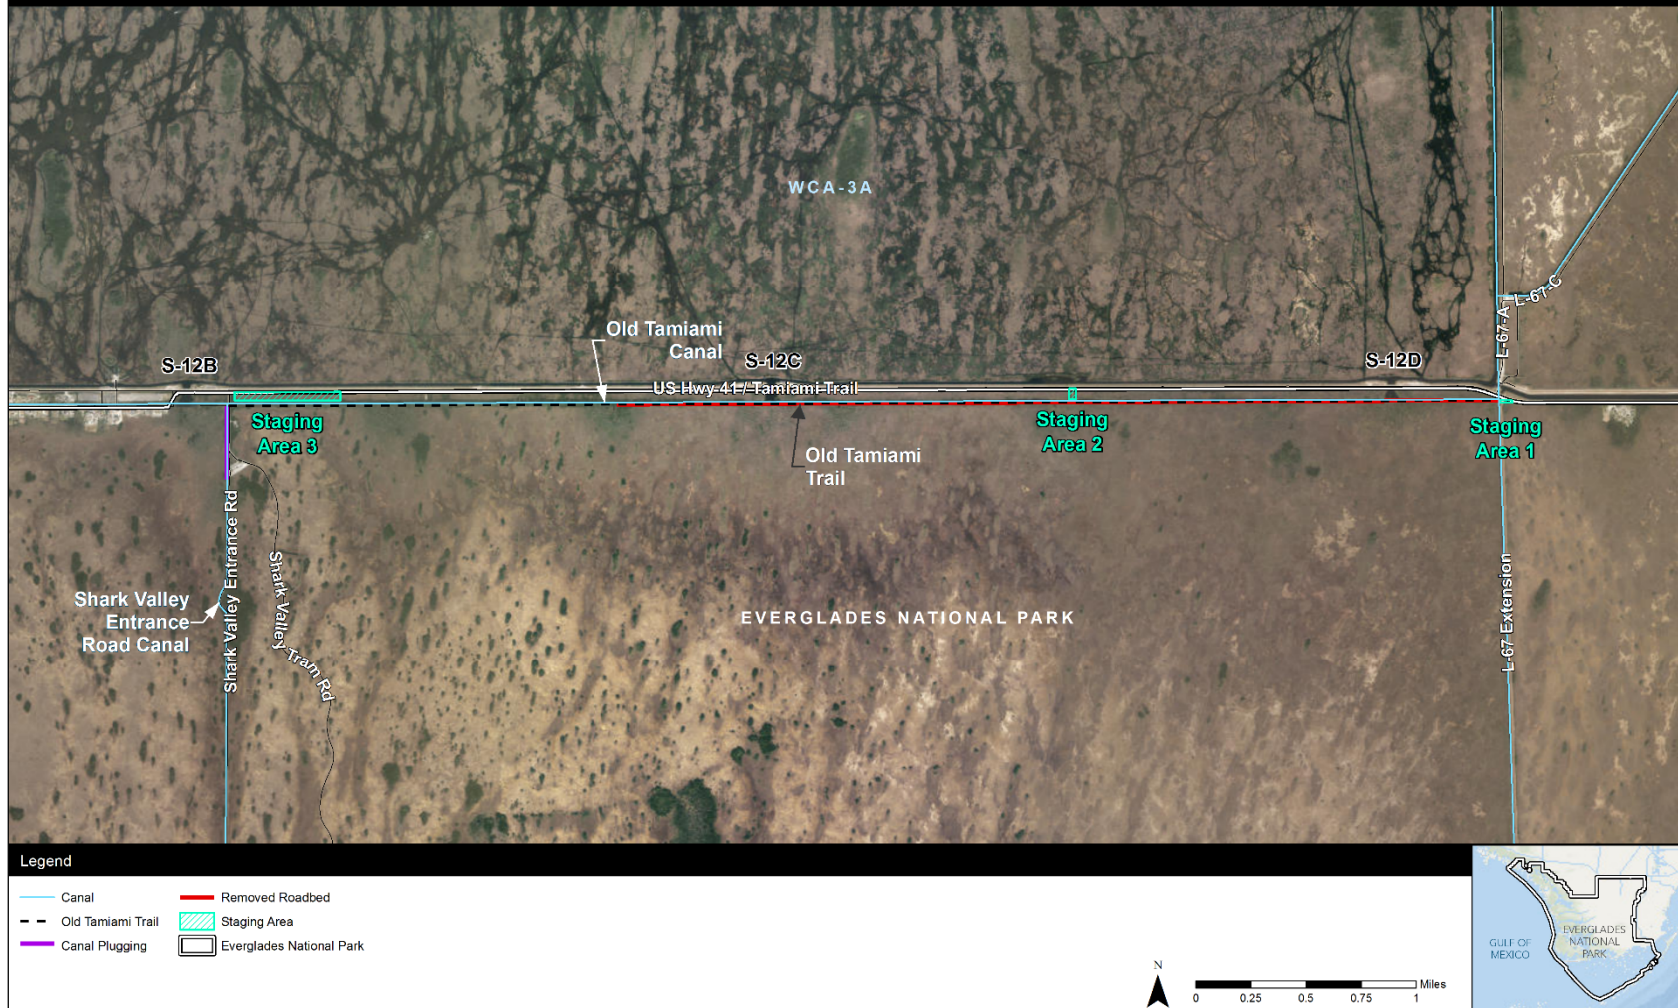 WCA-3A
L-67-C
L-67-A
Old Tamiami
Canal
S-12B
S-12C
S-12D
US Hwy 41 / Tamiami Trail
Staging
Area 3
Staging
Area 2
Staging
Area 1
Old Tamiami
Trail
Shark Valley Entrance Rd
Shark Valley Tram Rd
Shark Valley
Entrance
Road Canal
EVERGLADES NATIONAL PARK
L-67 Extension
Legend
Canal
Old Tamiami Trail
Canal Plugging
Removed Roadbed
Staging Area
Everglades National Park
N
0 0.25 0.5 0.75 1 Miles
GULF OF
MEXICO
EVERGLADES
NATIONAL
PARK